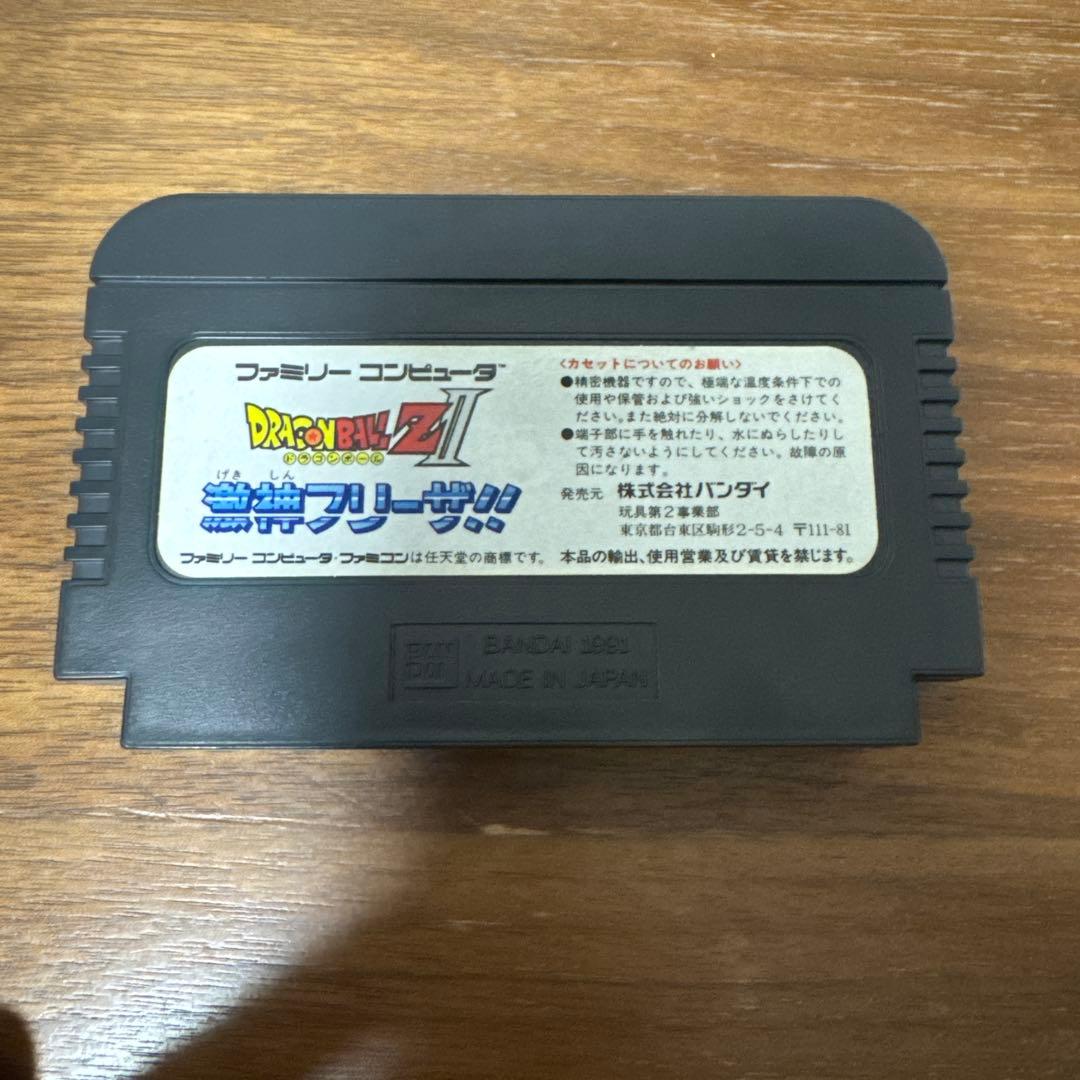 ファミリー コンピュータ™
DRAGON BALL Z II
ドラゴンボール
げき しん
激神フリーザ!!
ファミリー コンピュータ・ファミコンは任天堂の商標です。
〈カセットについてのお願い〉
●精密機器ですので、極端な温度条件下での
使用や保管および強いショックをさけてく
ださい。また絶対に分解しないでください。
●端子部に手を触れたり、水にぬらしたりし
て汚さないようにしてください。故障の原
因になります。
発売元 株式会社バンダイ
玩具第2事業部
東京都台東区駒形2-5-4 〒111-81
本品の輸出、使用営業及び賃貸を禁じます。
BANDAI 1991
MADE IN JAPAN